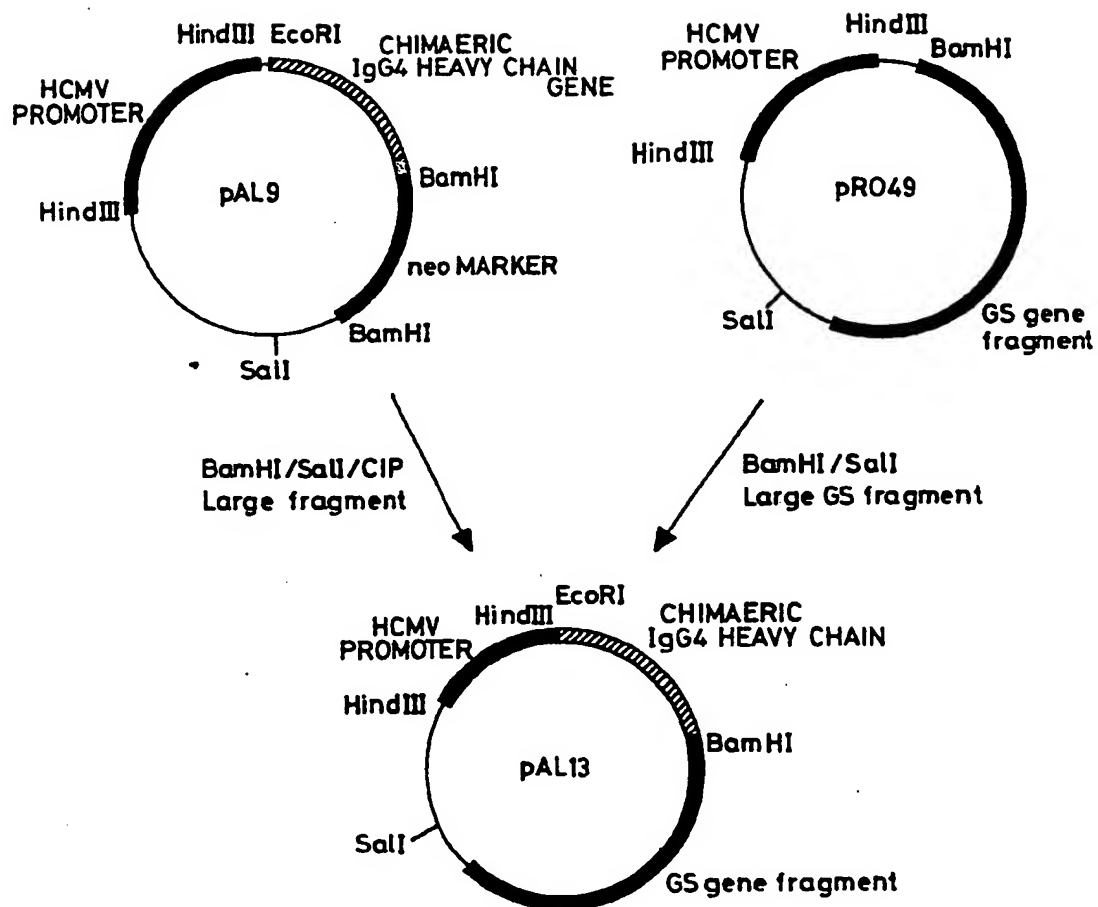 HindIII EcoRI
CHIMAERIC
IgG4 HEAVY CHAIN
GENE
HCMV
PROMOTER
BamHI
pAL9
HindIII
neo MARKER
BamHI
SalI
HCMV
PROMOTER
HindIII
BamHI
HindIII
pRO49
SalI
GS gene
fragment
BamHI/SalI/CIP
Large fragment
BamHI/SalI
Large GS fragment
HCMV
PROMOTER
HindIII
EcoRI
CHIMAERIC
IgG4 HEAVY CHAIN
HindIII
BamHI
pAL13
SalI
GS gene fragment